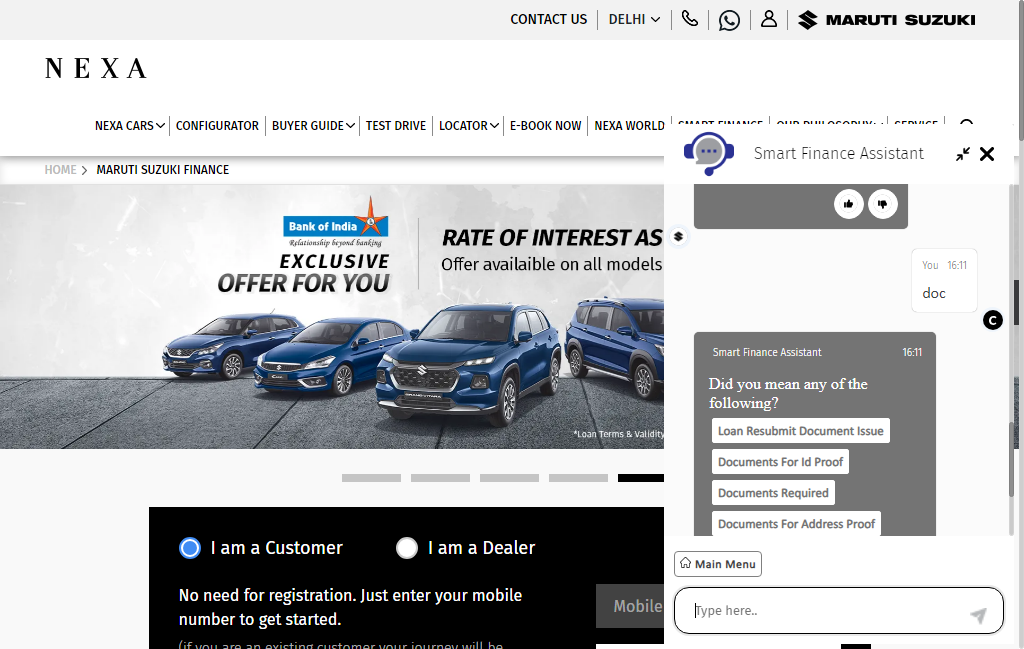 CONTACT US
DELHI
MARUTI SUZUKI
NEXA
NEXA CARS
CONFIGURATOR
BUYER GUIDE
TEST DRIVE
LOCATOR
E-BOOK NOW
NEXA WORLD
SMART FINANCE
OUR PHILOSOPHY
SERVICE
HOME
MARUTI SUZUKI FINANCE
Bank of India
Relationship beyond banking
EXCLUSIVE
OFFER FOR YOU
RATE OF INTEREST AS
Offer availaible on all models
GRAND VITARA
*Loan Terms & Validity
I am a Customer
I am a Dealer
No need for registration. Just enter your mobile
number to get started.
(if you are an existing customer your journey will be
Mobile
Smart Finance Assistant
You 16:11
doc
C
Smart Finance Assistant 16:11
Did you mean any of the
following?
Loan Resubmit Document Issue
Documents For Id Proof
Documents Required
Documents For Address Proof
Main Menu
Type here..